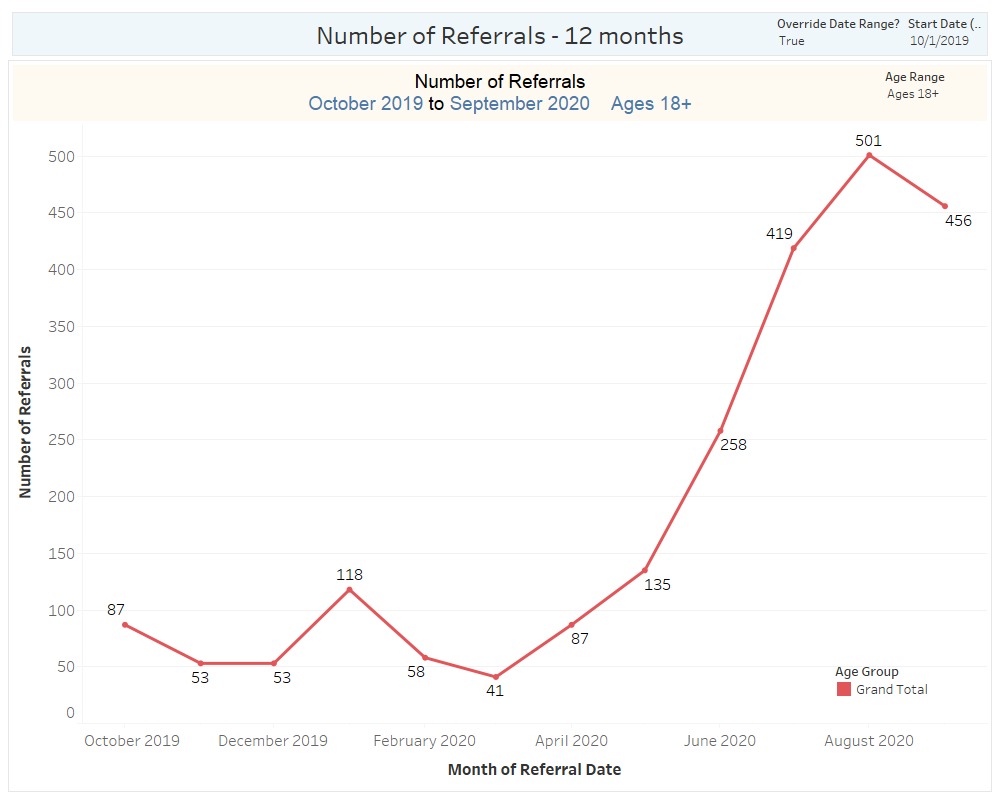 Number of Referrals - 12 months
Override Date Range? Start Date (..
True 10/1/2019
Number of Referrals
October 2019 to September 2020 Ages 18+
Age Range
Ages 18+
Number of Referrals
500
450
400
350
300
250
200
150
100
50
0
87
53
53
118
58
41
87
135
258
419
501
456
Age Group
Grand Total
October 2019 December 2019 February 2020 April 2020 June 2020 August 2020
Month of Referral Date